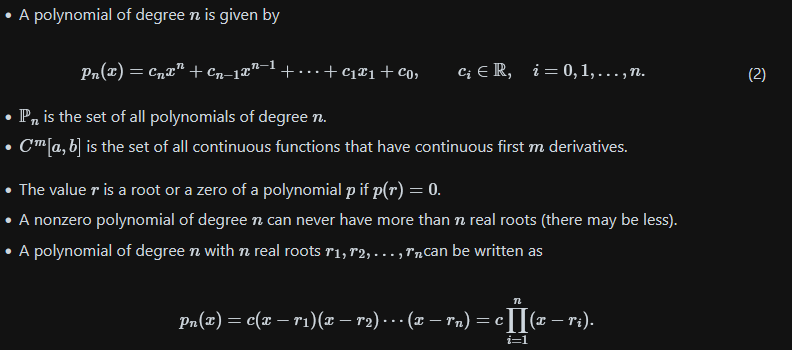 • A polynomial of degree n is given by
pₙ(x) = cₙxⁿ + cₙ₋₁xⁿ⁻¹ + ⋯ + c₁x₁ + c₀,   cᵢ ∈ ℝ,   i = 0, 1, . . . , n.   (2)
• ℙₙ is the set of all polynomials of degree n.
• Cᵐ[a, b] is the set of all continuous functions that have continuous first m derivatives.
• The value r is a root or a zero of a polynomial p if p(r) = 0.
• A nonzero polynomial of degree n can never have more than n real roots (there may be less).
• A polynomial of degree n with n real roots r₁, r₂, . . . , rₙcan be written as
pₙ(x) = c(x − r₁)(x − r₂) ⋯ (x − rₙ) = c ∏ᵢ₌₁ⁿ (x − rᵢ).